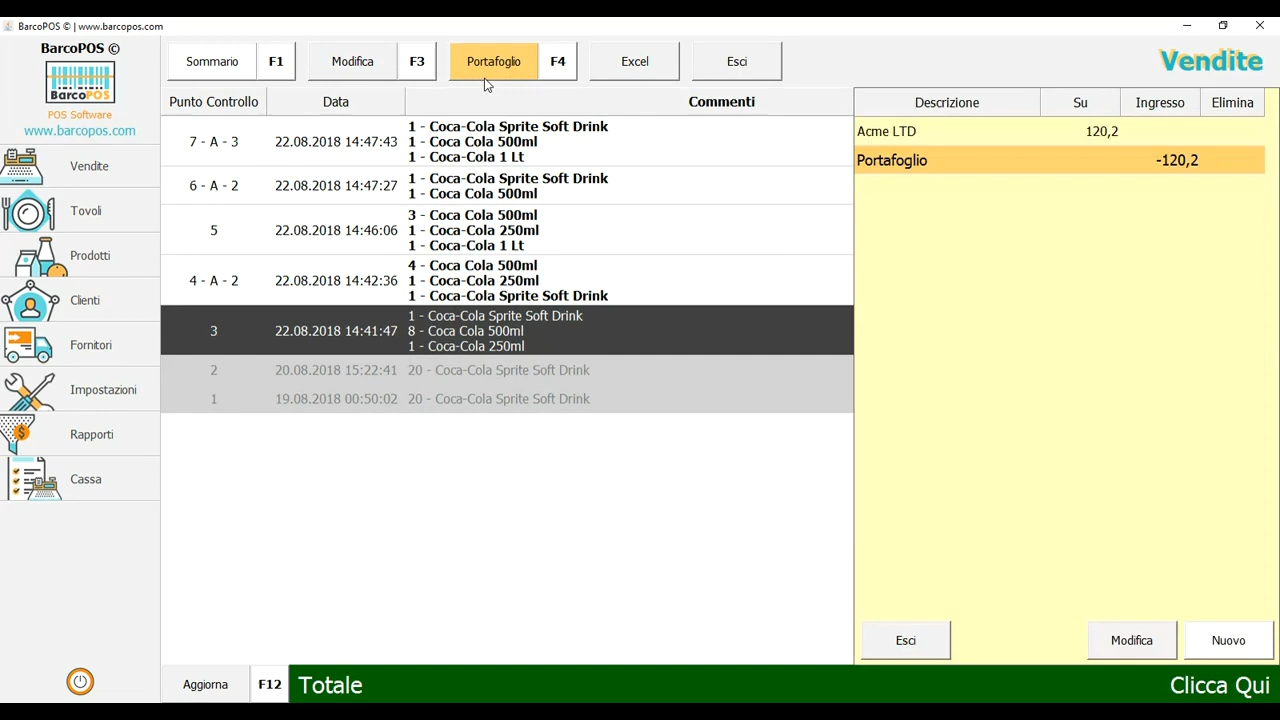 BarcoPOS © | www.barcopos.com
BarcoPOS ©
BarcoPOS
POS Software
www.barcopos.com
Vendite
Tovoli
Prodotti
Clienti
Fornitori
Impostazioni
Rapporti
Cassa
Sommario F1 Modifica F3 Portafoglio F4 Excel Esci
Vendite
Punto Controllo Data Commenti
7 - A - 3 22.08.2018 14:47:43 1 - Coca-Cola Sprite Soft Drink
1 - Coca Cola 500ml
1 - Coca-Cola 1 Lt
6 - A - 2 22.08.2018 14:47:27 1 - Coca-Cola Sprite Soft Drink
1 - Coca Cola 500ml
5 22.08.2018 14:46:06 3 - Coca Cola 500ml
1 - Coca-Cola 250ml
1 - Coca-Cola 1 Lt
4 - A - 2 22.08.2018 14:42:36 4 - Coca Cola 500ml
1 - Coca-Cola 250ml
1 - Coca-Cola Sprite Soft Drink
3 22.08.2018 14:41:47 1 - Coca-Cola Sprite Soft Drink
8 - Coca Cola 500ml
1 - Coca-Cola 250ml
2 20.08.2018 15:22:41 20 - Coca-Cola Sprite Soft Drink
1 19.08.2018 00:50:02 20 - Coca-Cola Sprite Soft Drink
Descrizione Su Ingresso Elimina
Acme LTD 120,2
Portafoglio -120,2
Esci Modifica Nuovo
Aggiorna F12 Totale Clicca Qui